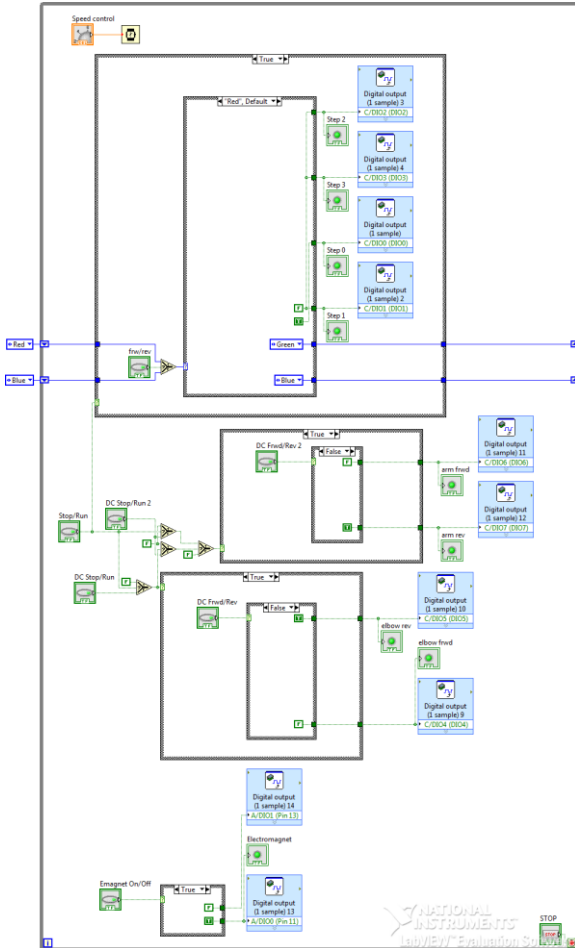 Speed control
True
"Red", Default
Digital output
(1 sample) 3
C/DIO2 (DIO2)
Step 2
Digital output
(1 sample) 4
C/DIO3 (DIO3)
Step 3
Digital output
(1 sample)
C/DIO0 (DIO0)
Step 0
Digital output
(1 sample) 2
C/DIO1 (DIO1)
F
T
Step 1
Red
frw/rev
Green
Blue
Blue
True
DC Frwd/Rev 2
False
F
T
Digital output
(1 sample) 11
C/DIO6 (DIO6)
arm frwd
Digital output
(1 sample) 12
C/DIO7 (DIO7)
arm rev
DC Stop/Run 2
Stop/Run
F
F
DC Stop/Run
F
True
DC Frwd/Rev
False
T
F
Digital output
(1 sample) 10
C/DIO5 (DIO5)
elbow rev
elbow frwd
Digital output
(1 sample) 9
C/DIO4 (DIO4)
Digital output
(1 sample) 14
A/DIO1 (Pin 13)
Electromagnet
Emagnet On/Off
True
F
T
Digital output
(1 sample) 13
A/DIO0 (Pin 11)
NATIONAL
INSTRUMENTS
LabVIEW Evaluation
STOP
STOP
i